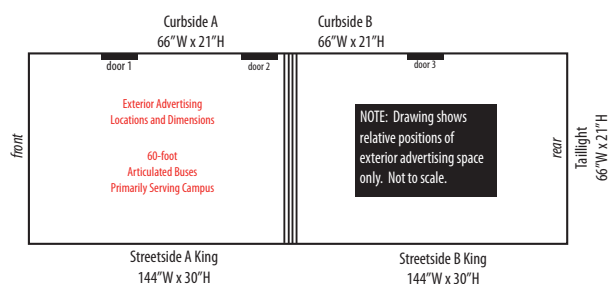 Curbside A
66"W x 21"H
Curbside B
66"W x 21"H
door 1
door 2
door 3
front
Exterior Advertising
Locations and Dimensions
60-foot
Articulated Buses
Primarily Serving Campus
NOTE:  Drawing shows
relative positions of
exterior advertising space
only.  Not to scale.
rear
Taillight
66"W x 21"H
Streetside A King
144"W x 30"H
Streetside B King
144"W x 30"H